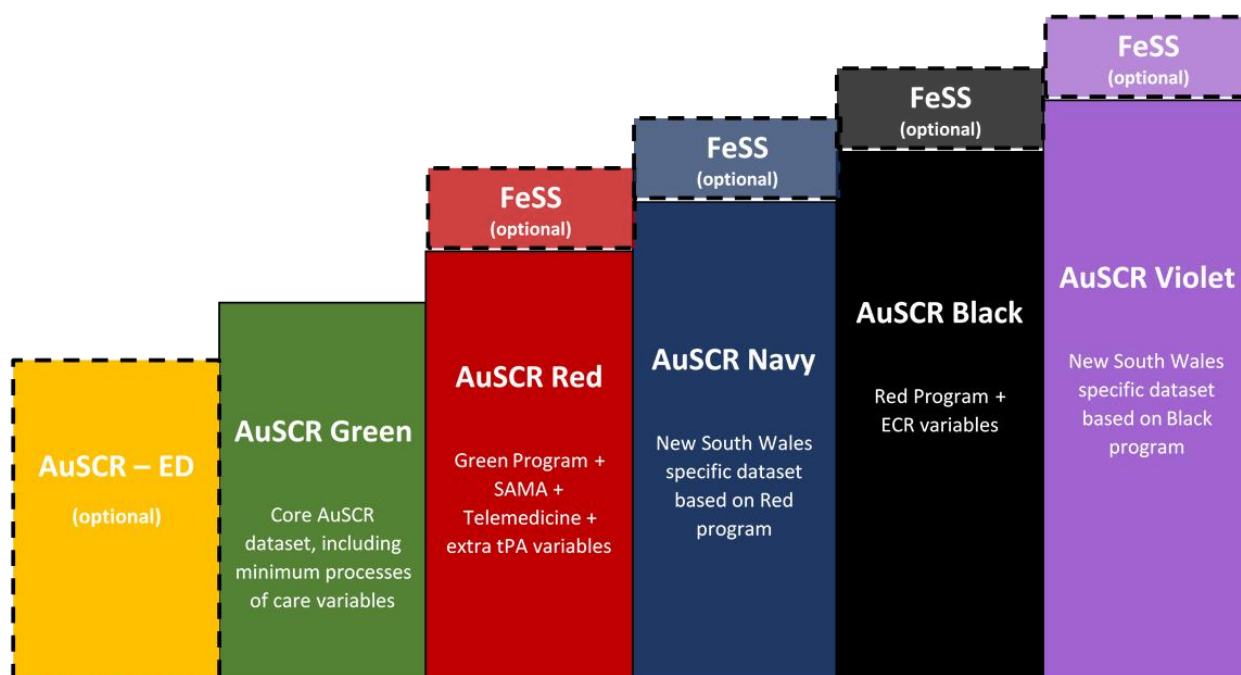 AuSCR – ED
(optional)
AuSCR Green
Core AuSCR
dataset, including
minimum processes
of care variables
FeSS
(optional)
AuSCR Red
Green Program +
SAMA +
Telemedicine +
extra tPA variables
FeSS
(optional)
AuSCR Navy
New South Wales
specific dataset
based on Red
program
FeSS
(optional)
AuSCR Black
Red Program +
ECR variables
FeSS
(optional)
AuSCR Violet
New South Wales
specific dataset
based on Black
program